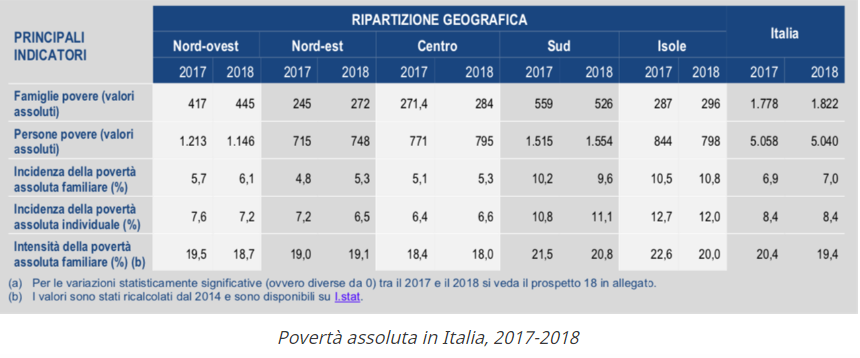 PRINCIPALI INDICATORI
RIPARTIZIONE GEOGRAFICA
Nord-ovest Nord-est Centro Sud Isole Italia
2017 2018 2017 2018 2017 2018 2017 2018 2017 2018 2017 2018
Famiglie povere (valori assoluti) 417 445 245 272 271,4 284 559 526 287 296 1.778 1.822
Persone povere (valori assoluti) 1.213 1.146 715 748 771 795 1.515 1.554 844 798 5.058 5.040
Incidenza della povertà assoluta familiare (%) 5,7 6,1 4,8 5,3 5,1 5,3 10,2 9,6 10,5 10,8 6,9 7,0
Incidenza della povertà assoluta individuale (%) 7,6 7,2 7,2 6,5 6,4 6,6 10,8 11,1 12,7 12,0 8,4 8,4
Intensità della povertà assoluta familiare (%) (b) 19,5 18,7 19,0 19,1 18,4 18,0 21,5 20,8 22,6 20,0 20,4 19,4
(a) Per le variazioni statisticamente significative (ovvero diverse da 0) tra il 2017 e il 2018 si veda il prospetto 18 in allegato.
(b) I valori sono stati ricalcolati dal 2014 e sono disponibili su I.stat.
Povertà assoluta in Italia, 2017-2018